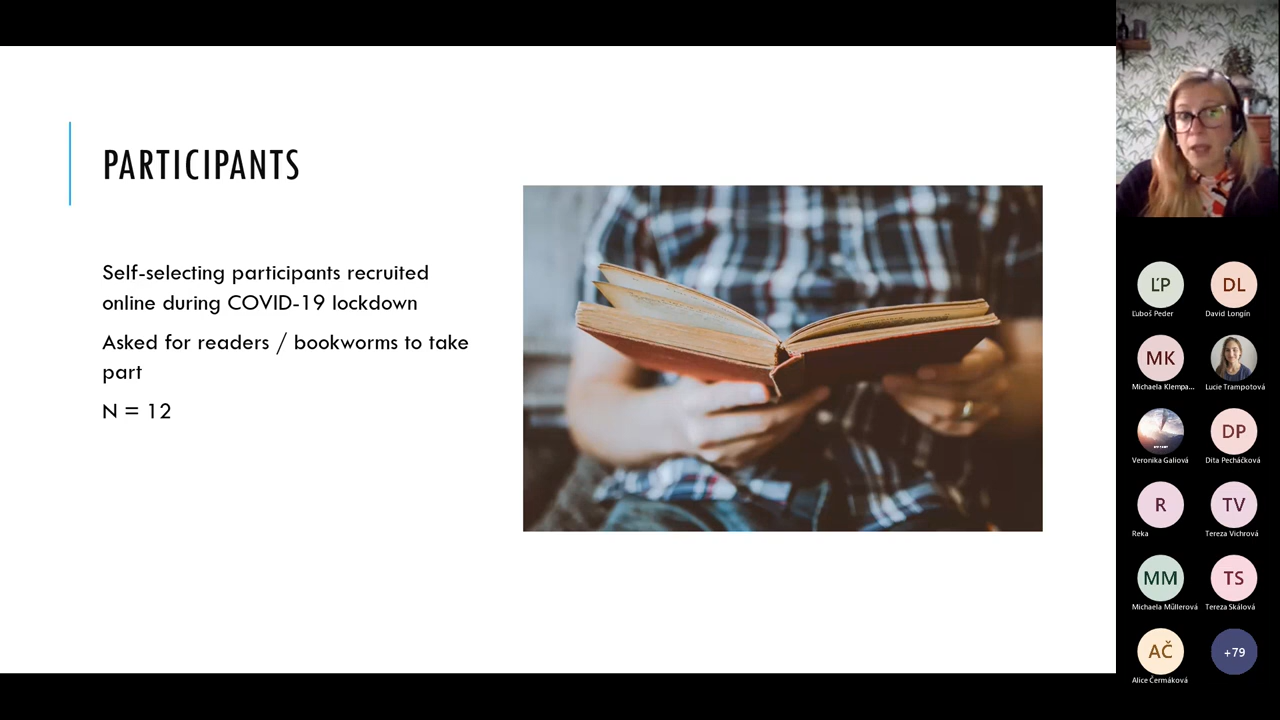 PARTICIPANTS
Self-selecting participants recruited
online during COVID-19 lockdown
Asked for readers / bookworms to take
part
N = 12
ĽP
Ľuboš Peder
DL
David Longin
MK
Michaela Klempa...
Lucie Trampotová
Veronika Galiová
DP
Dita Pecháčková
R
Reka
TV
Tereza Vichrová
MM
Michaela Műllerová
TS
Tereza Skálová
AČ
Alice Čermáková
+79